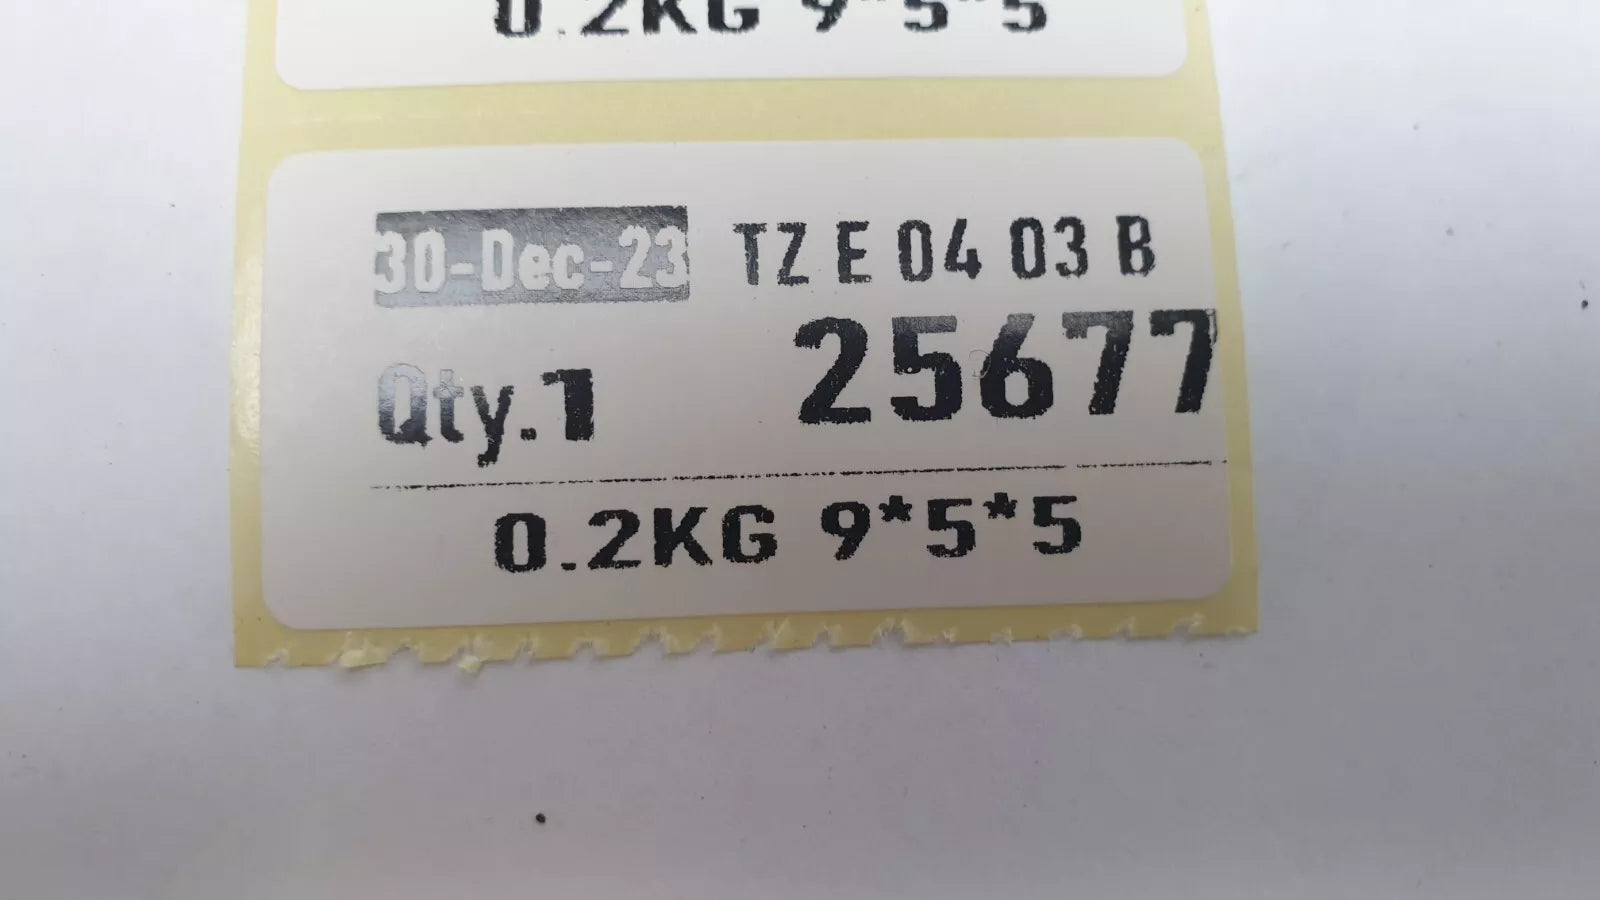 0.2KG 9*5*5
30-Dec-23 TZ E 04 03 B
Qty.1 25677
0.2KG 9*5*5